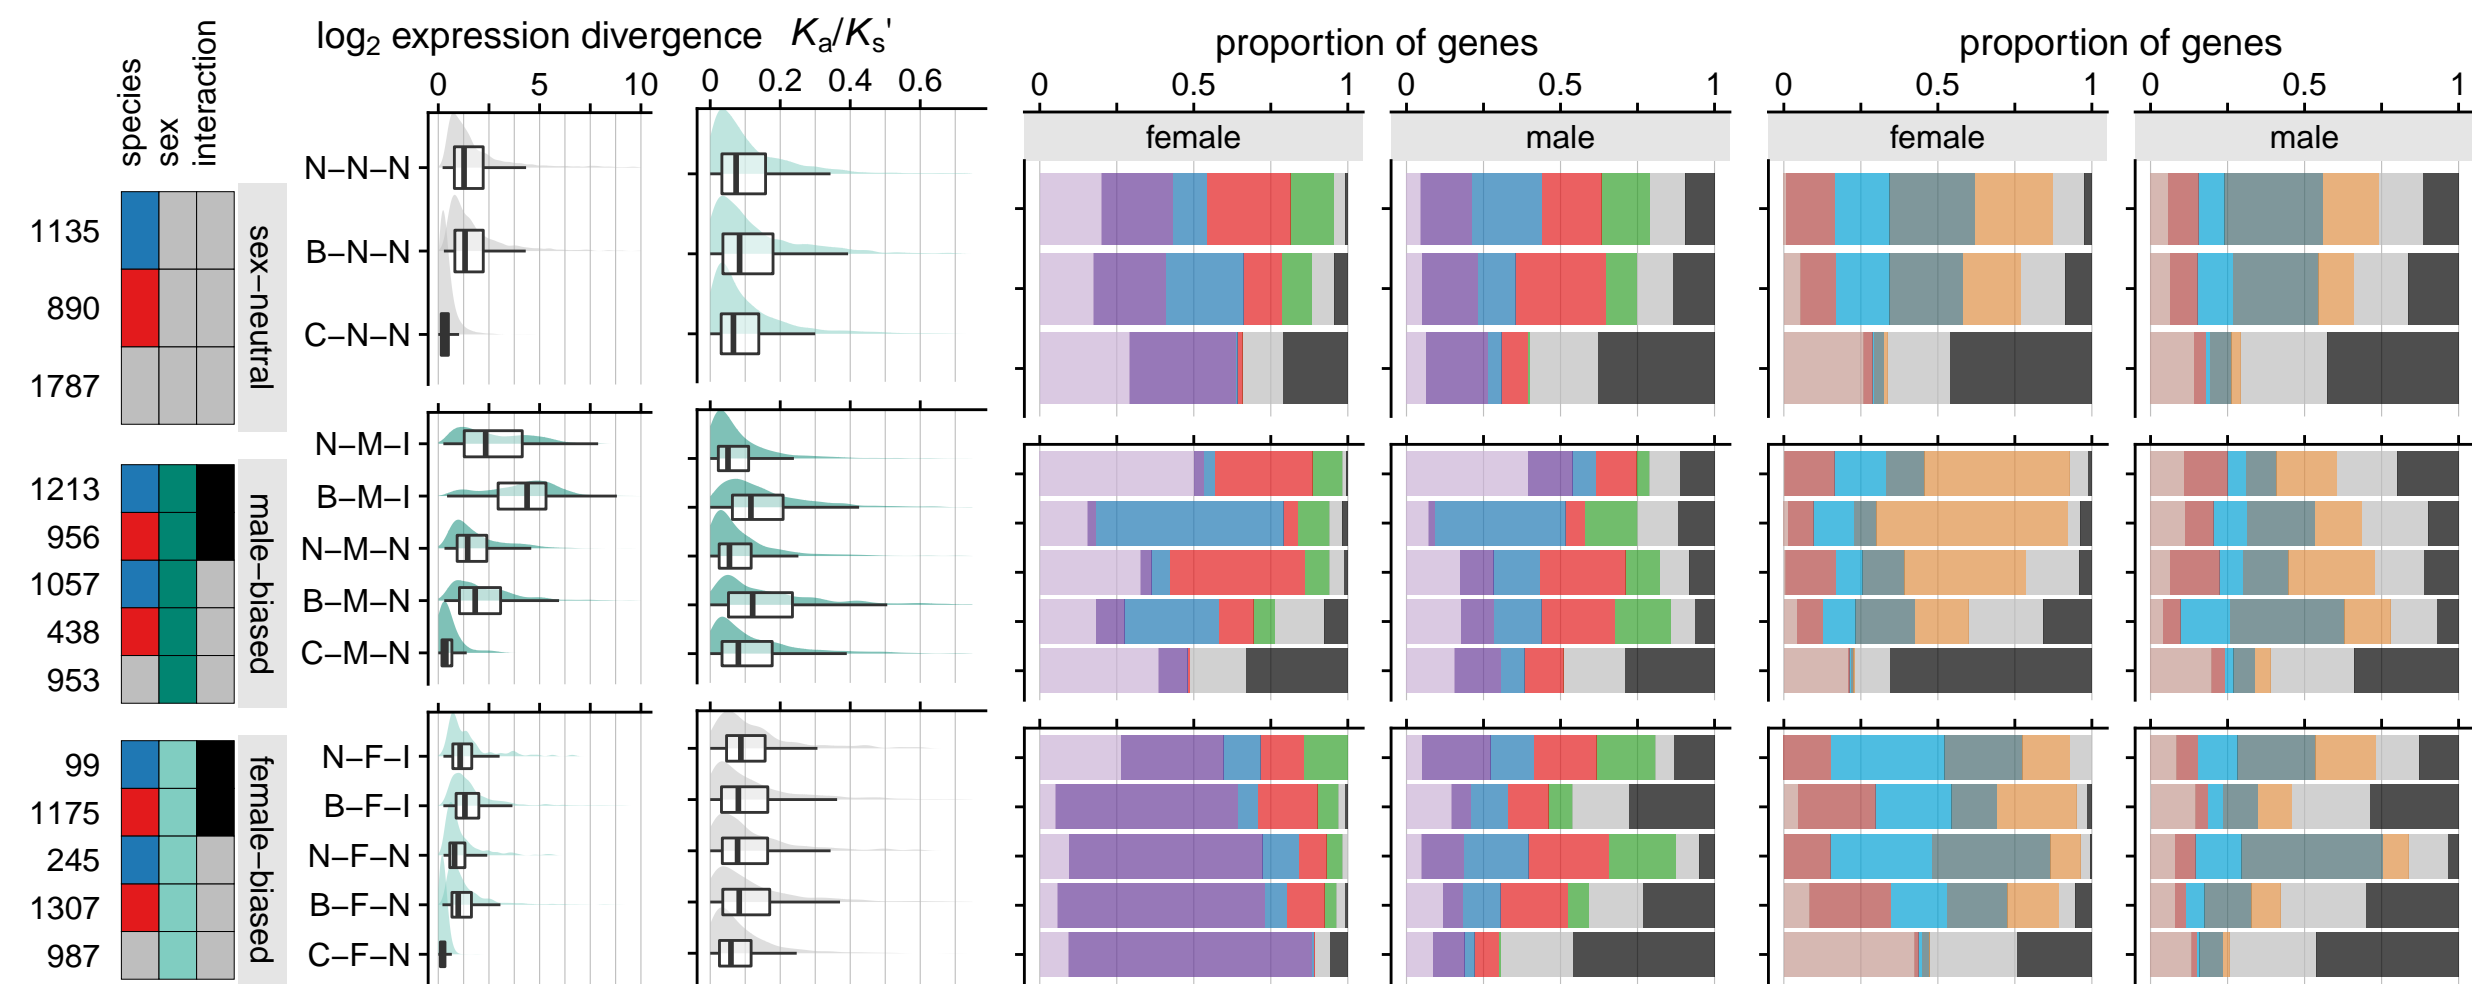 log2 expression divergence
Ka/Ks'
proportion of genes
proportion of genes
0 5 10
0 0.2 0.4 0.6
0 0.5 1
0 0.5 1
0 0.5 1
0 0.5 1
species
sex
interaction
female
male
female
male
sex−neutral
1135
890
1787
N−N−N
B−N−N
C−N−N
male−biased
1213
956
1057
438
953
N−M−I
B−M−I
N−M−N
B−M−N
C−M−N
female−biased
99
1175
245
1307
987
N−F−I
B−F−I
N−F−N
B−F−N
C−F−N